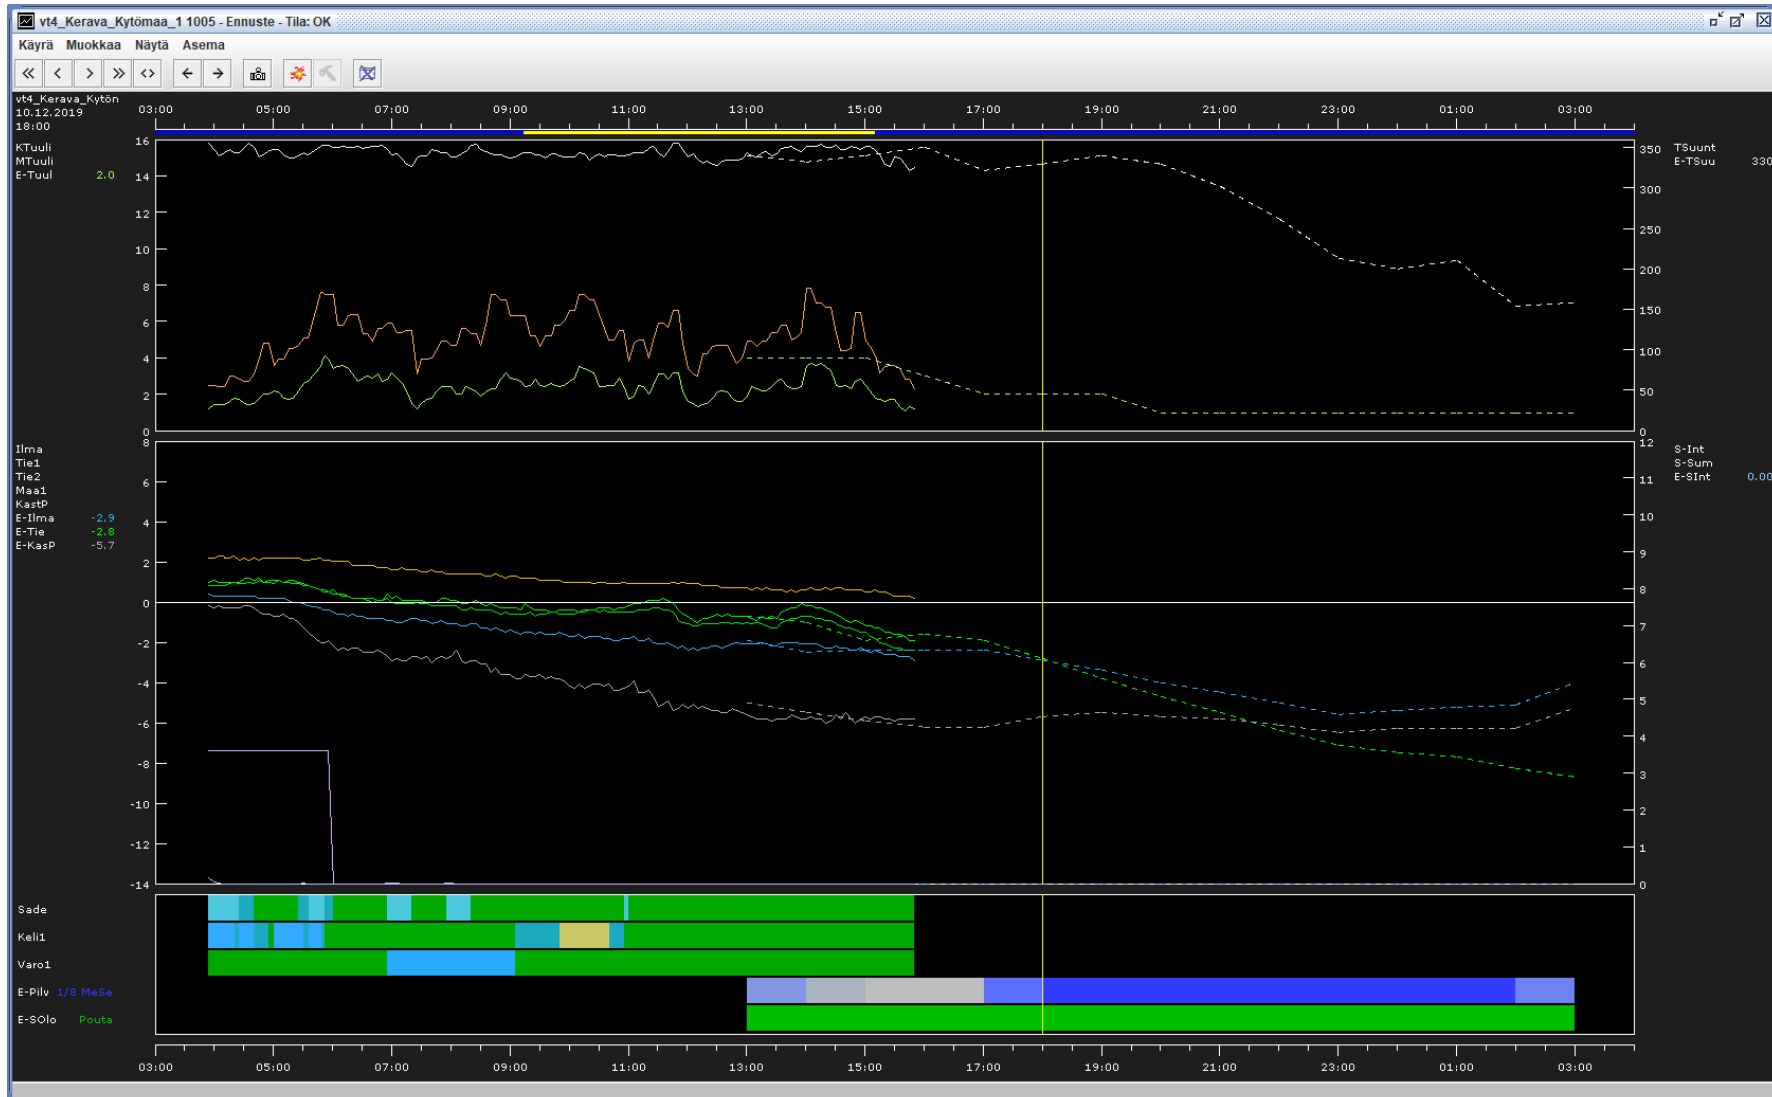 vt4_Kerava_Kytömaa_1 1005 - Ennuste - Tila: OK
Käyrä Muokkaa Näytä Asema
vt4_Kerava_Kytön
10.12.2019
18:00
03:00 05:00 07:00 09:00 11:00 13:00 15:00 17:00 19:00 21:00 23:00 01:00 03:00
KTuuli
MTuuli
E-Tuul 2.0
16
14
12
10
8
6
4
2
0
350
300
250
200
150
100
50
0
TSuunt
E-TSuu 330
Ilma
Tie1
Tie2
Maa1
KastP
E-Ilma -2.9
E-Tie -2.8
E-KasP -5.7
8
6
4
2
0
-2
-4
-6
-8
-10
-12
-14
12
11
10
9
8
7
6
5
4
3
2
1
0
S-Int
S-Sum
E-SInt 0.00
Sade
Keli1
Varo1
E-Pilv 1/8 MeSe
E-SOlo Pouta
03:00 05:00 07:00 09:00 11:00 13:00 15:00 17:00 19:00 21:00 23:00 01:00 03:00